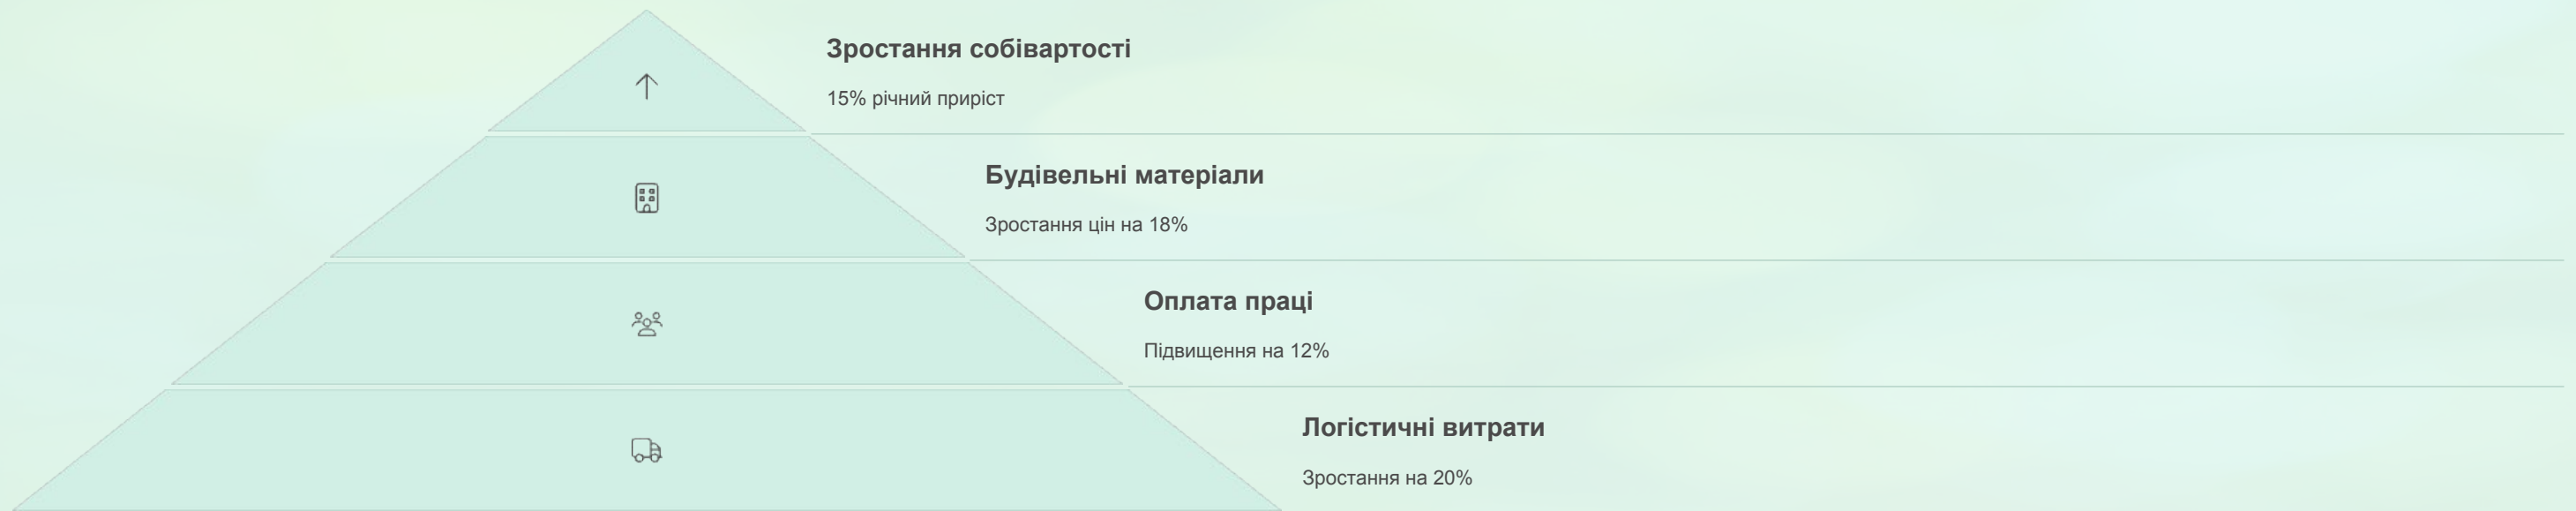 Зростання собівартості
15% річний приріст
Будівельні матеріали
Зростання цін на 18%
Оплата праці
Підвищення на 12%
Логістичні витрати
Зростання на 20%